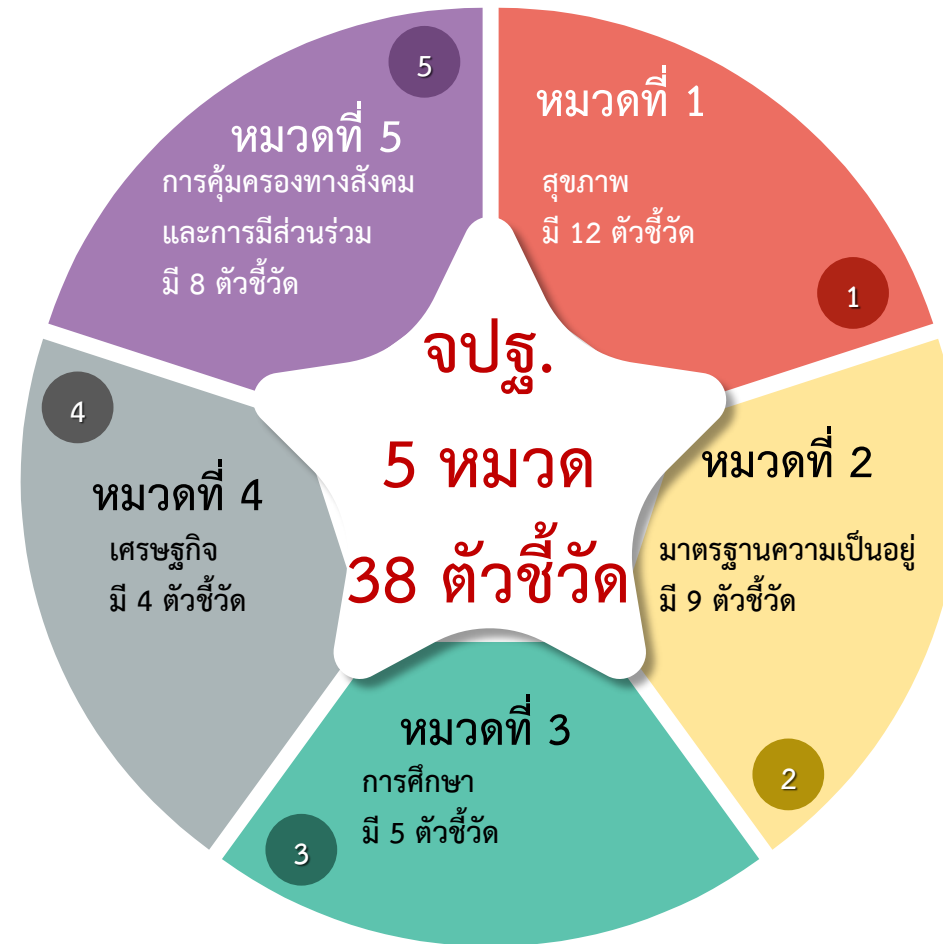 จปฐ.
5 หมวด
38 ตัวชี้วัด
หมวดที่ 1
สุขภาพ
มี 12 ตัวชี้วัด
1
หมวดที่ 2
มาตรฐานความเป็นอยู่
มี 9 ตัวชี้วัด
2
หมวดที่ 3
การศึกษา
มี 5 ตัวชี้วัด
3
หมวดที่ 4
เศรษฐกิจ
มี 4 ตัวชี้วัด
4
หมวดที่ 5
การคุ้มครองทางสังคม
และการมีส่วนร่วม
มี 8 ตัวชี้วัด
5